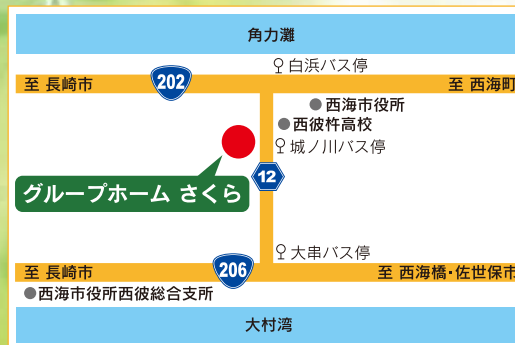 角力灘
白浜バス停
至 長崎市
202
至 西海町
西海市役所
西彼杵高校
城ノ川バス停
12
グループホーム さくら
大串バス停
至 長崎市
206
至 西海橋・佐世保市
西海市役所西彼総合支所
大村湾